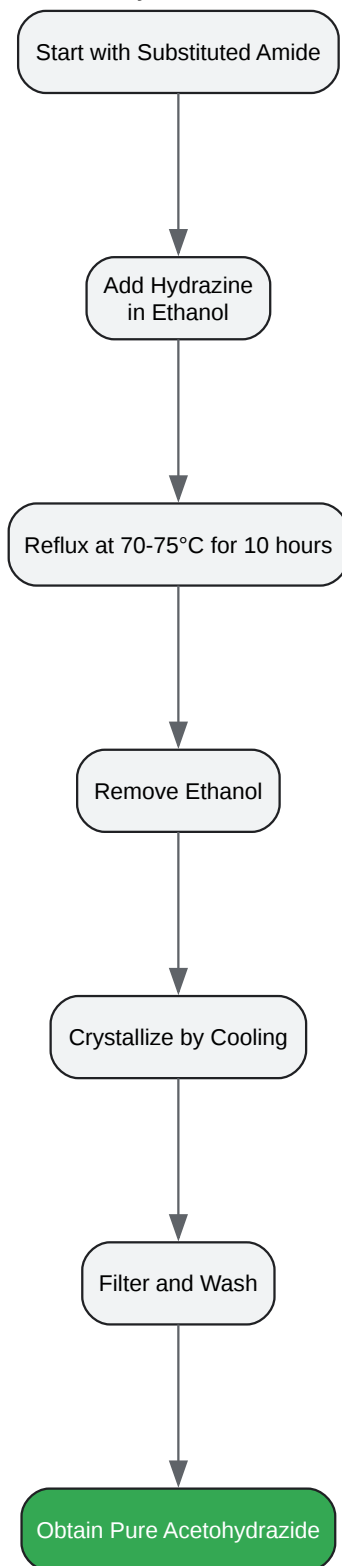 Start with Substituted Amide
Add Hydrazine
in Ethanol
Reflux at 70-75°C for 10 hours
Remove Ethanol
Crystallize by Cooling
Filter and Wash
Obtain Pure Acetohydrazide